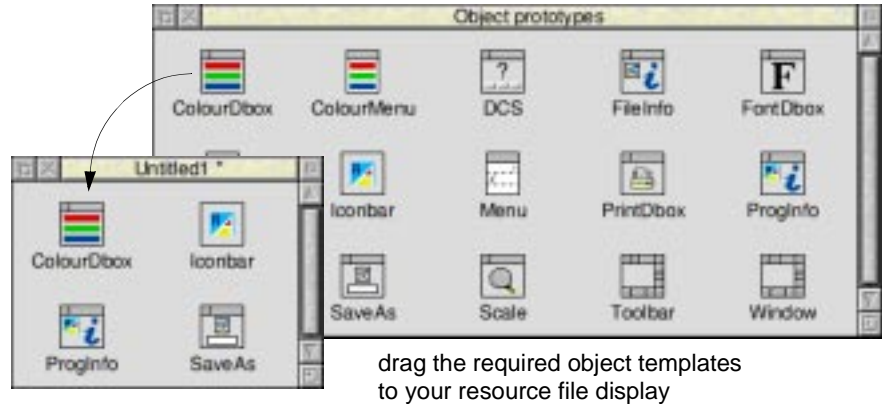 Object prototypes
ColourDbox ColourMenu DCS FileInfo FontDbox
Iconbar Menu PrintDbox ProgInfo
SaveAs Scale Toolbar Window
Untitled1 *
ColourDbox Iconbar
ProgInfo SaveAs
drag the required object templates
to your resource file display